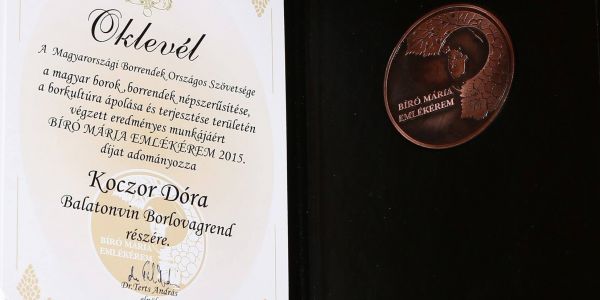 Oklevél
A Magyarországi Borrendek Országos Szövetsége
a magyar borok, borrendek népszerűsítése,
a borkultúra ápolása és terjesztése területén
végzett eredményes munkájáért
BÍRÓ MÁRIA EMLÉKÉREM 2015.
díjat adományozza
Koczor Dóra
Balatonvin Borlovagrend
részére.
BÍRÓ MÁRIA
EMLÉKÉREM
Dr. Terts András
BÍRÓ MÁRIA
EMLÉKÉREM